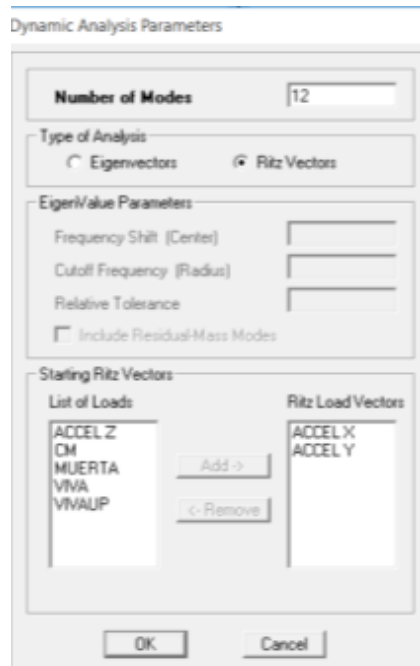 Dynamic Analysis Parameters
Number of Modes 12
Type of Analysis
Eigenvectors Ritz Vectors
EigenValue Parameters
Frequency Shift (Center)
Cutoff Frequency (Radius)
Relative Tolerance
Include Residual-Mass Modes
Starting Ritz Vectors
List of Loads Ritz Load Vectors
ACCEL Z
CM
MUERTA
VIVA
VIVAUP
Add ->
<- Remove
ACCEL X
ACCEL Y
OK Cancel